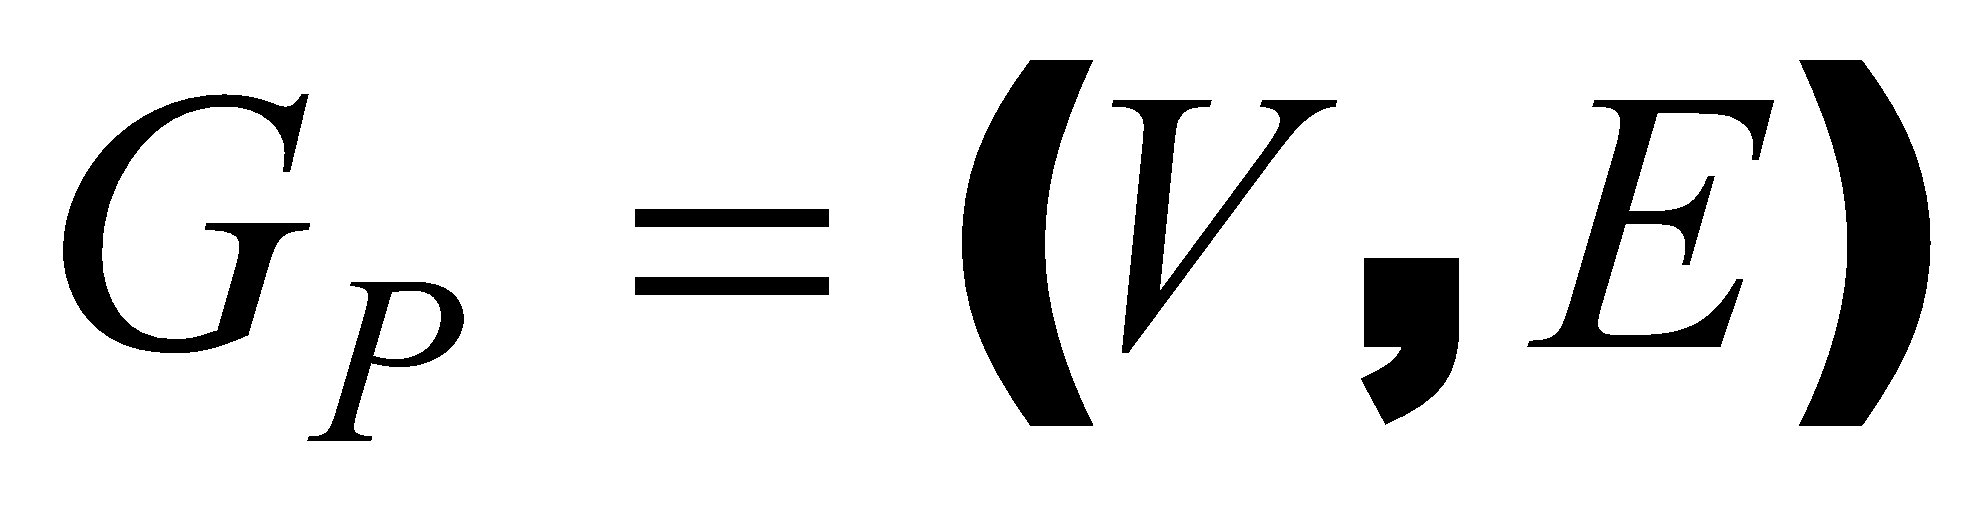 G_P = (V, E)